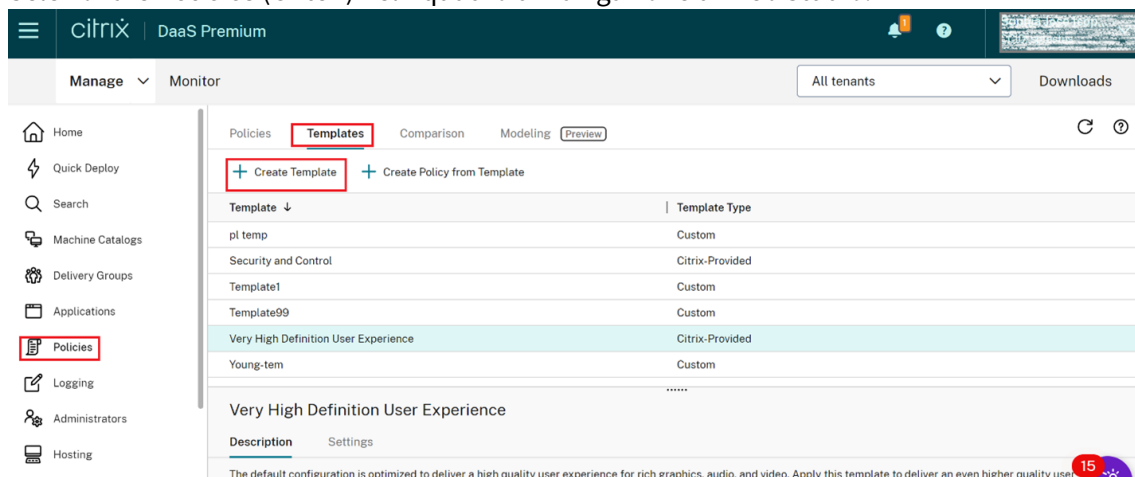 citrix DaaS Premium 1
Manage Monitor All tenants Downloads
Home
Quick Deploy
Search
Machine Catalogs
Delivery Groups
Applications
Policies
Logging
Administrators
Hosting
Policies Templates Comparison Modeling Preview
+ Create Template + Create Policy from Template
Template ↓ Template Type
pl temp Custom
Security and Control Citrix-Provided
Template1 Custom
Template99 Custom
Very High Definition User Experience Citrix-Provided
Young-tem Custom
Very High Definition User Experience
Description Settings
The default configuration is optimized to deliver a high quality user experience for rich graphics, audio, and video. Apply this template to deliver an even higher quality user
15